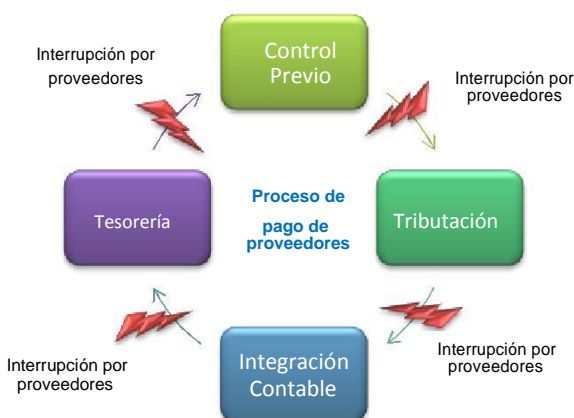 Interrupción por
proveedores
Control
Previo
Interrupción por
proveedores
Tesorería
Proceso de
pago de
proveedores
Tributación
Interrupción por
proveedores
Integración
Contable
Interrupción por
proveedores